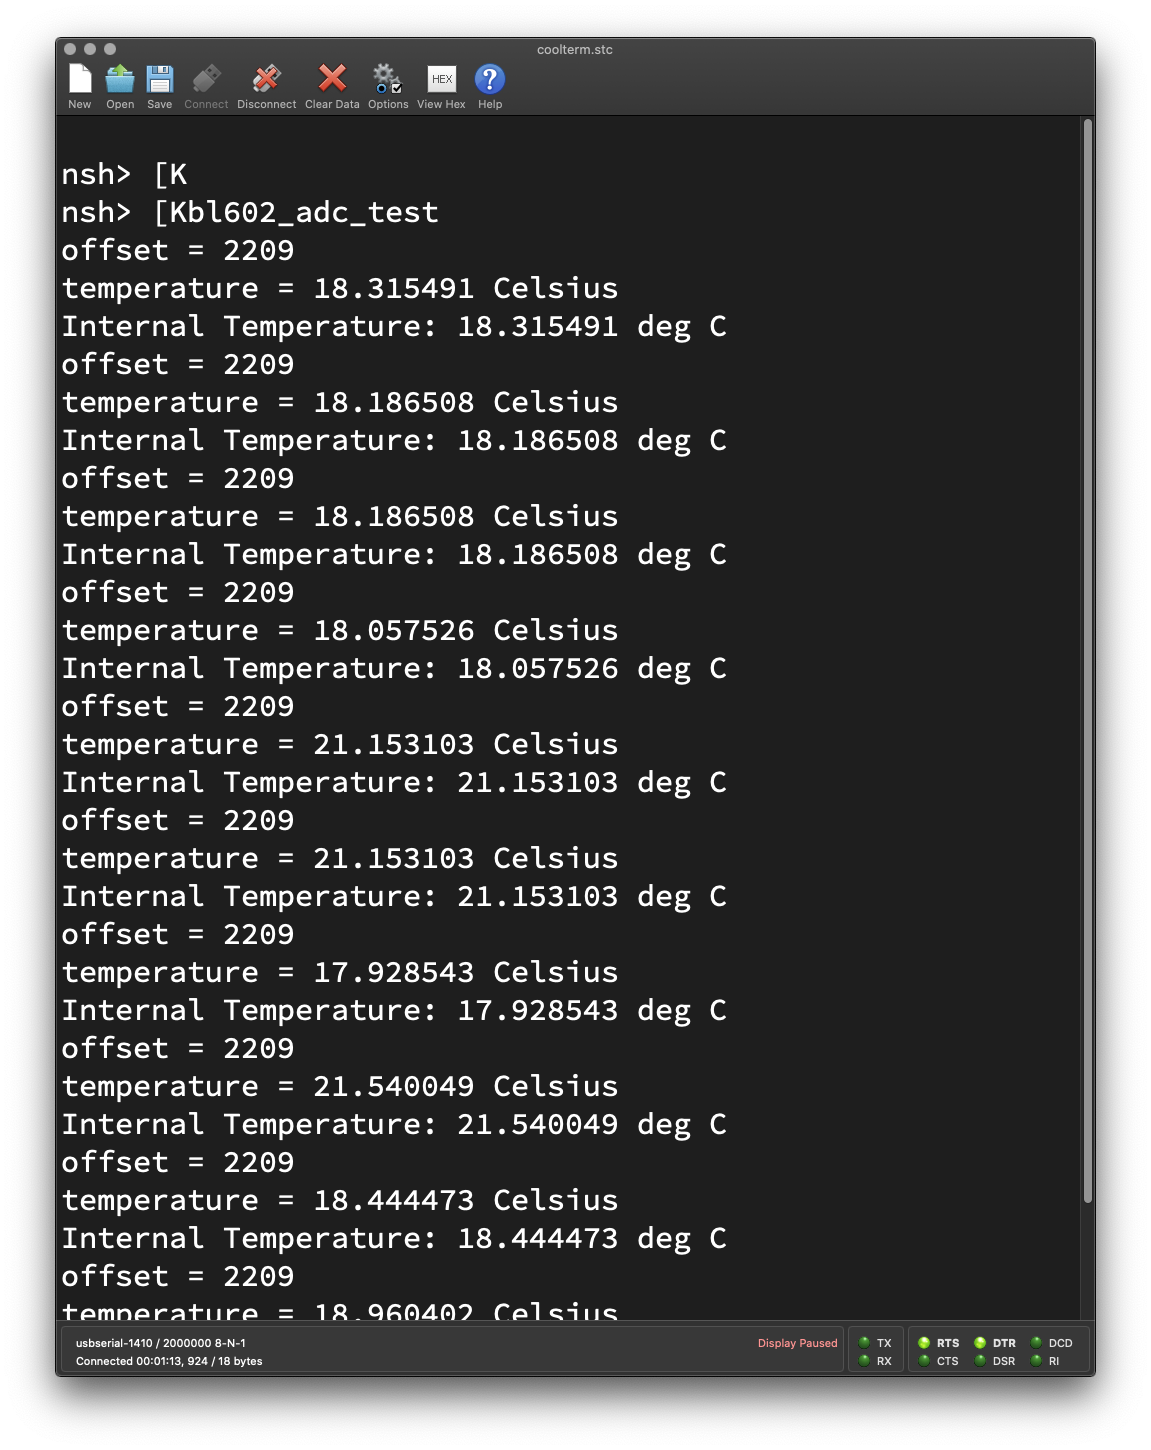 coolterm.stc
New Open Save Connect Disconnect Clear Data Options HEX View Hex ? Help
nsh> [K
nsh> [Kbl602_adc_test
offset = 2209
temperature = 18.315491 Celsius
Internal Temperature: 18.315491 deg C
offset = 2209
temperature = 18.186508 Celsius
Internal Temperature: 18.186508 deg C
offset = 2209
temperature = 18.186508 Celsius
Internal Temperature: 18.186508 deg C
offset = 2209
temperature = 18.057526 Celsius
Internal Temperature: 18.057526 deg C
offset = 2209
temperature = 21.153103 Celsius
Internal Temperature: 21.153103 deg C
offset = 2209
temperature = 21.153103 Celsius
Internal Temperature: 21.153103 deg C
offset = 2209
temperature = 17.928543 Celsius
Internal Temperature: 17.928543 deg C
offset = 2209
temperature = 21.540049 Celsius
Internal Temperature: 21.540049 deg C
offset = 2209
temperature = 18.444473 Celsius
Internal Temperature: 18.444473 deg C
offset = 2209
temperature = 18.960402 Celsius
usbserial-1410 / 2000000 8-N-1 Display Paused TX RTS DTR DCD
Connected 00:01:13, 924 / 18 bytes RX CTS DSR RI